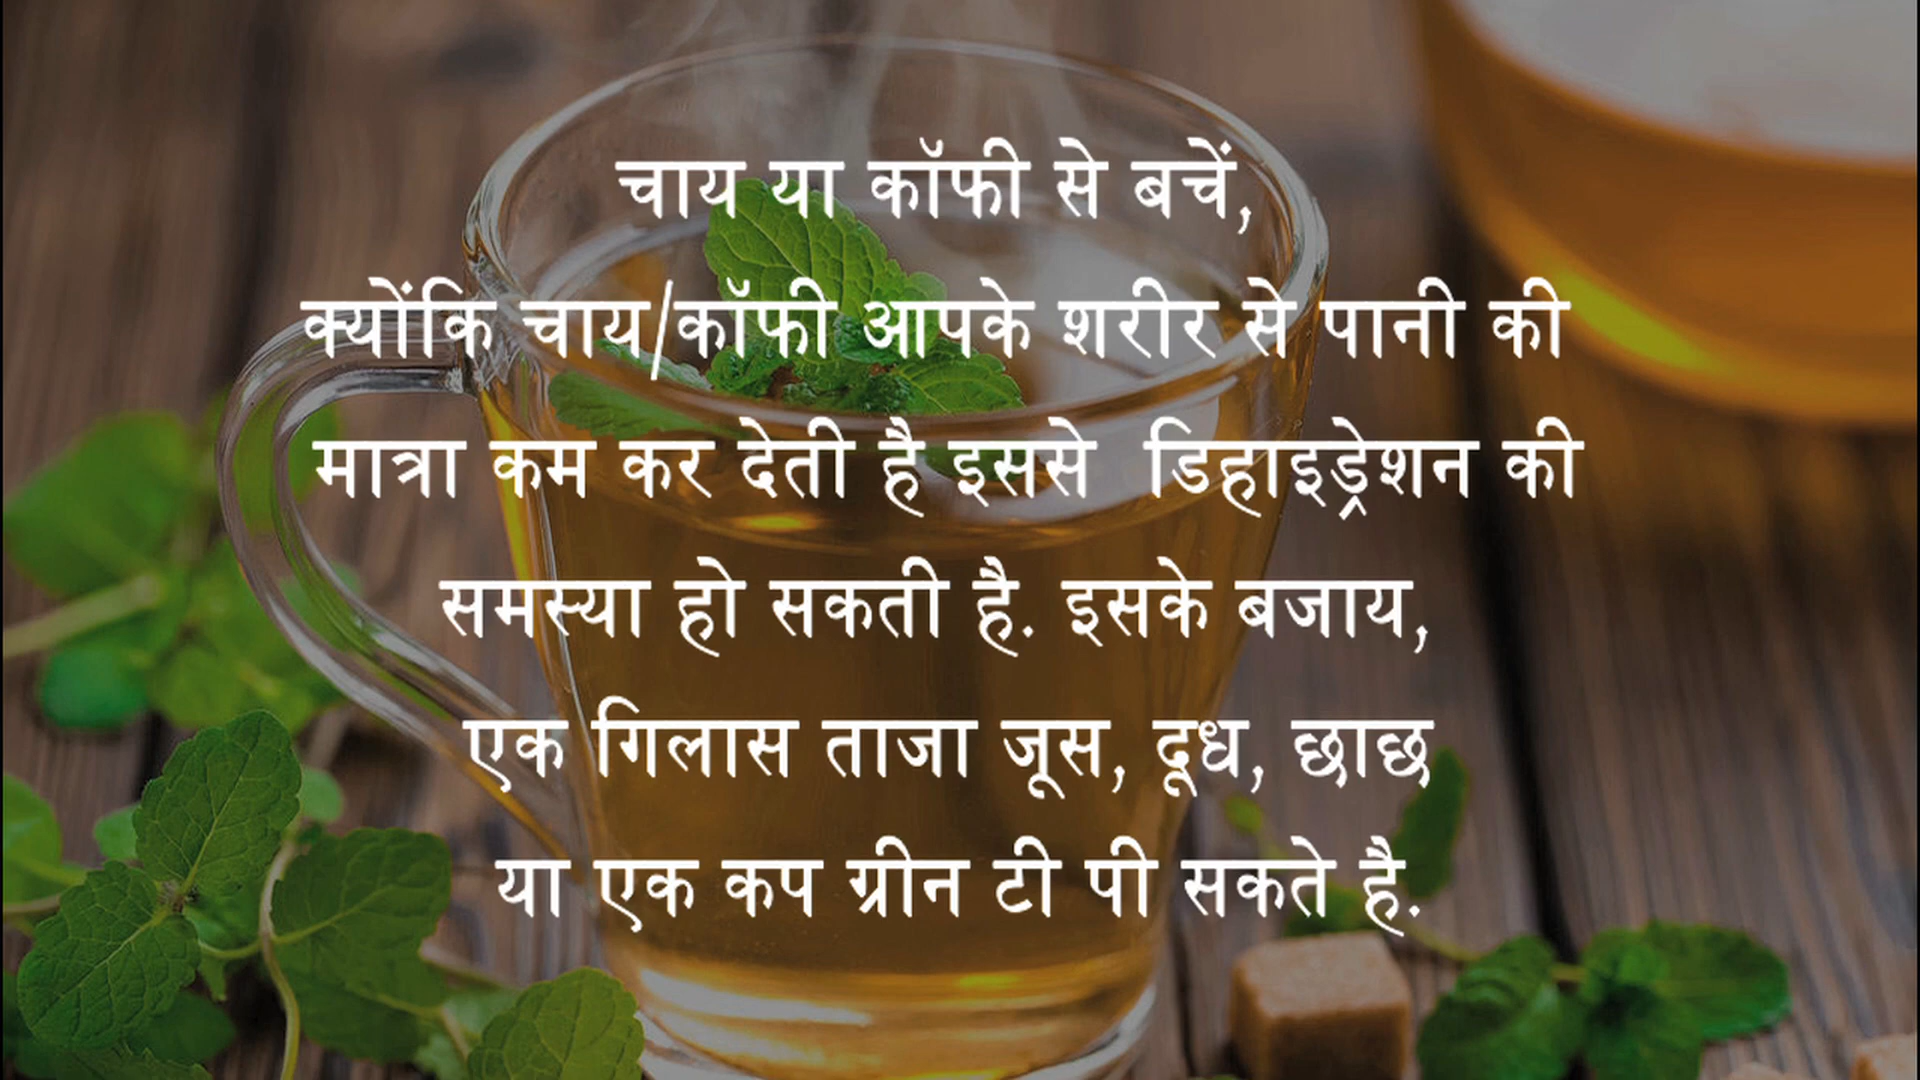 चाय या कॉफी से बचें,
क्योंकि चाय/कॉफी आपके शरीर से पानी की
मात्रा कम कर देती है इससे  डिहाइड्रेशन की
समस्या हो सकती है. इसके बजाय,
एक गिलास ताजा जूस, दूध, छाछ
या एक कप ग्रीन टी पी सकते है.